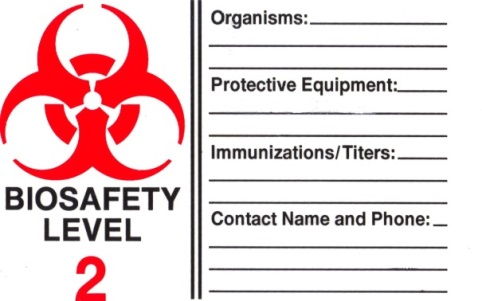 BIOSAFETY
LEVEL
2
Organisms:
Protective Equipment:
Immunizations/Titers:
Contact Name and Phone: